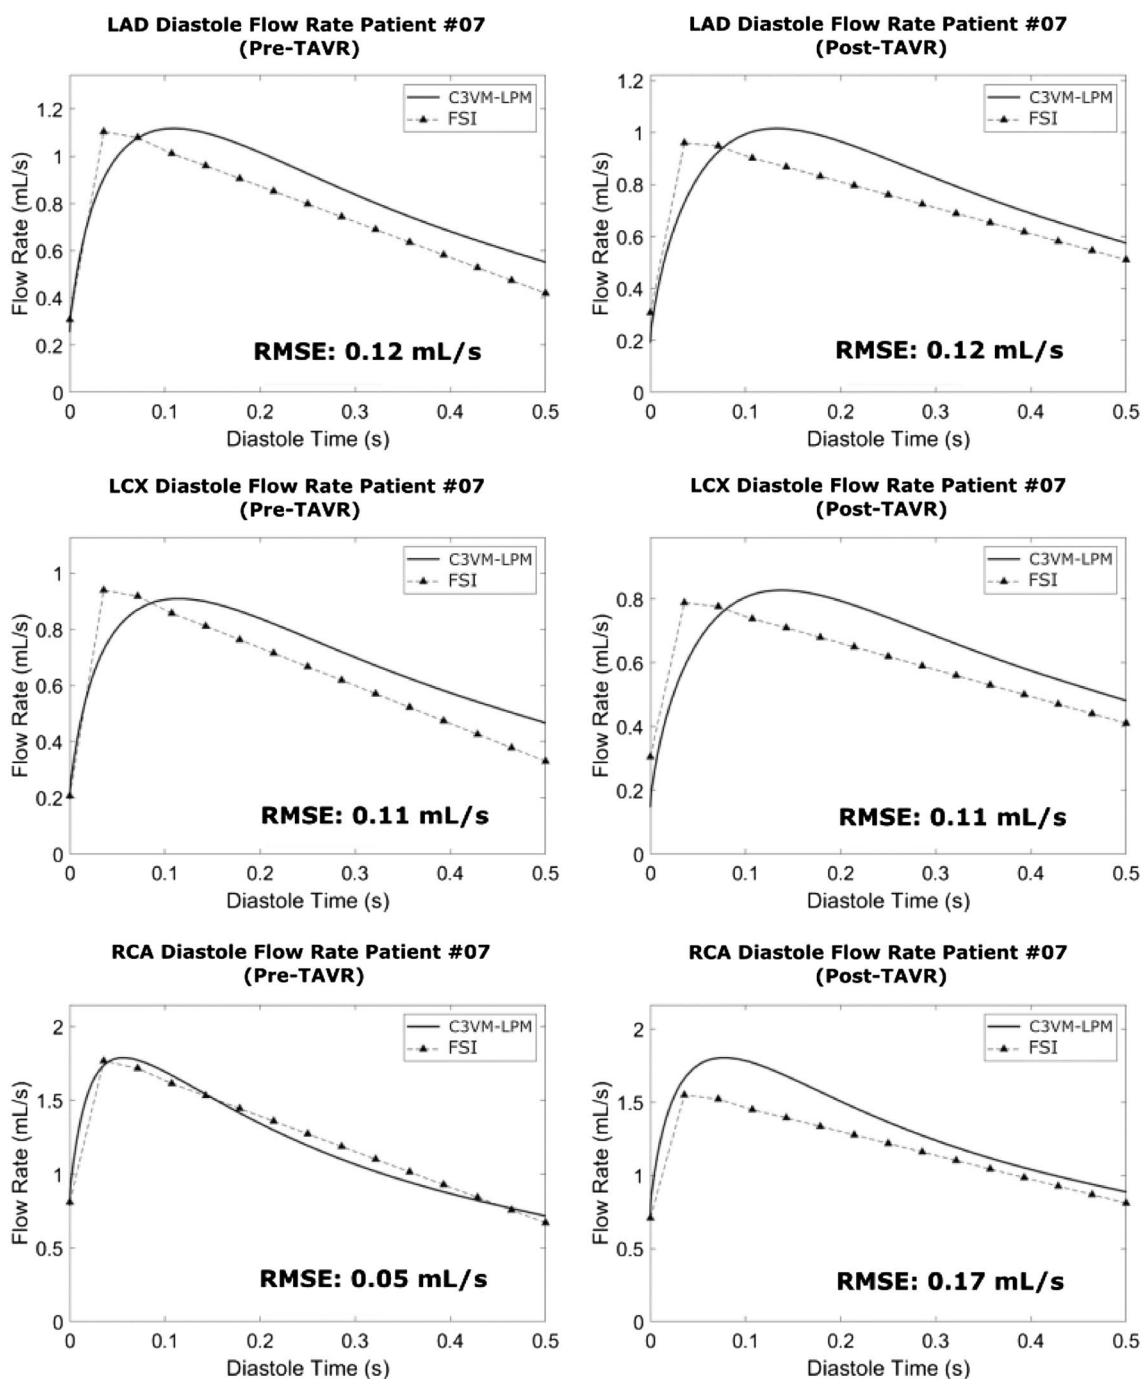 LAD Diastole Flow Rate Patient #07
(Pre-TAVR)
1.2
1
0.8
0.6
0.4
0.2
0
Flow Rate (mL/s)
C3VM-LPM
FSI
RMSE: 0.12 mL/s
0 0.1 0.2 0.3 0.4 0.5
Diastole Time (s)
LAD Diastole Flow Rate Patient #07
(Post-TAVR)
1.2
1
0.8
0.6
0.4
0.2
0
Flow Rate (mL/s)
C3VM-LPM
FSI
RMSE: 0.12 mL/s
0 0.1 0.2 0.3 0.4 0.5
Diastole Time (s)
LCX Diastole Flow Rate Patient #07
(Pre-TAVR)
1
0.8
0.6
0.4
0.2
0
Flow Rate (mL/s)
C3VM-LPM
FSI
RMSE: 0.11 mL/s
0 0.1 0.2 0.3 0.4 0.5
Diastole Time (s)
LCX Diastole Flow Rate Patient #07
(Post-TAVR)
0.8
0.6
0.4
0.2
0
Flow Rate (mL/s)
C3VM-LPM
FSI
RMSE: 0.11 mL/s
0 0.1 0.2 0.3 0.4 0.5
Diastole Time (s)
RCA Diastole Flow Rate Patient #07
(Pre-TAVR)
2
1.5
1
0.5
0
Flow Rate (mL/s)
C3VM-LPM
FSI
RMSE: 0.05 mL/s
0 0.1 0.2 0.3 0.4 0.5
Diastole Time (s)
RCA Diastole Flow Rate Patient #07
(Post-TAVR)
2
1.5
1
0.5
0
Flow Rate (mL/s)
C3VM-LPM
FSI
RMSE: 0.17 mL/s
0 0.1 0.2 0.3 0.4 0.5
Diastole Time (s)